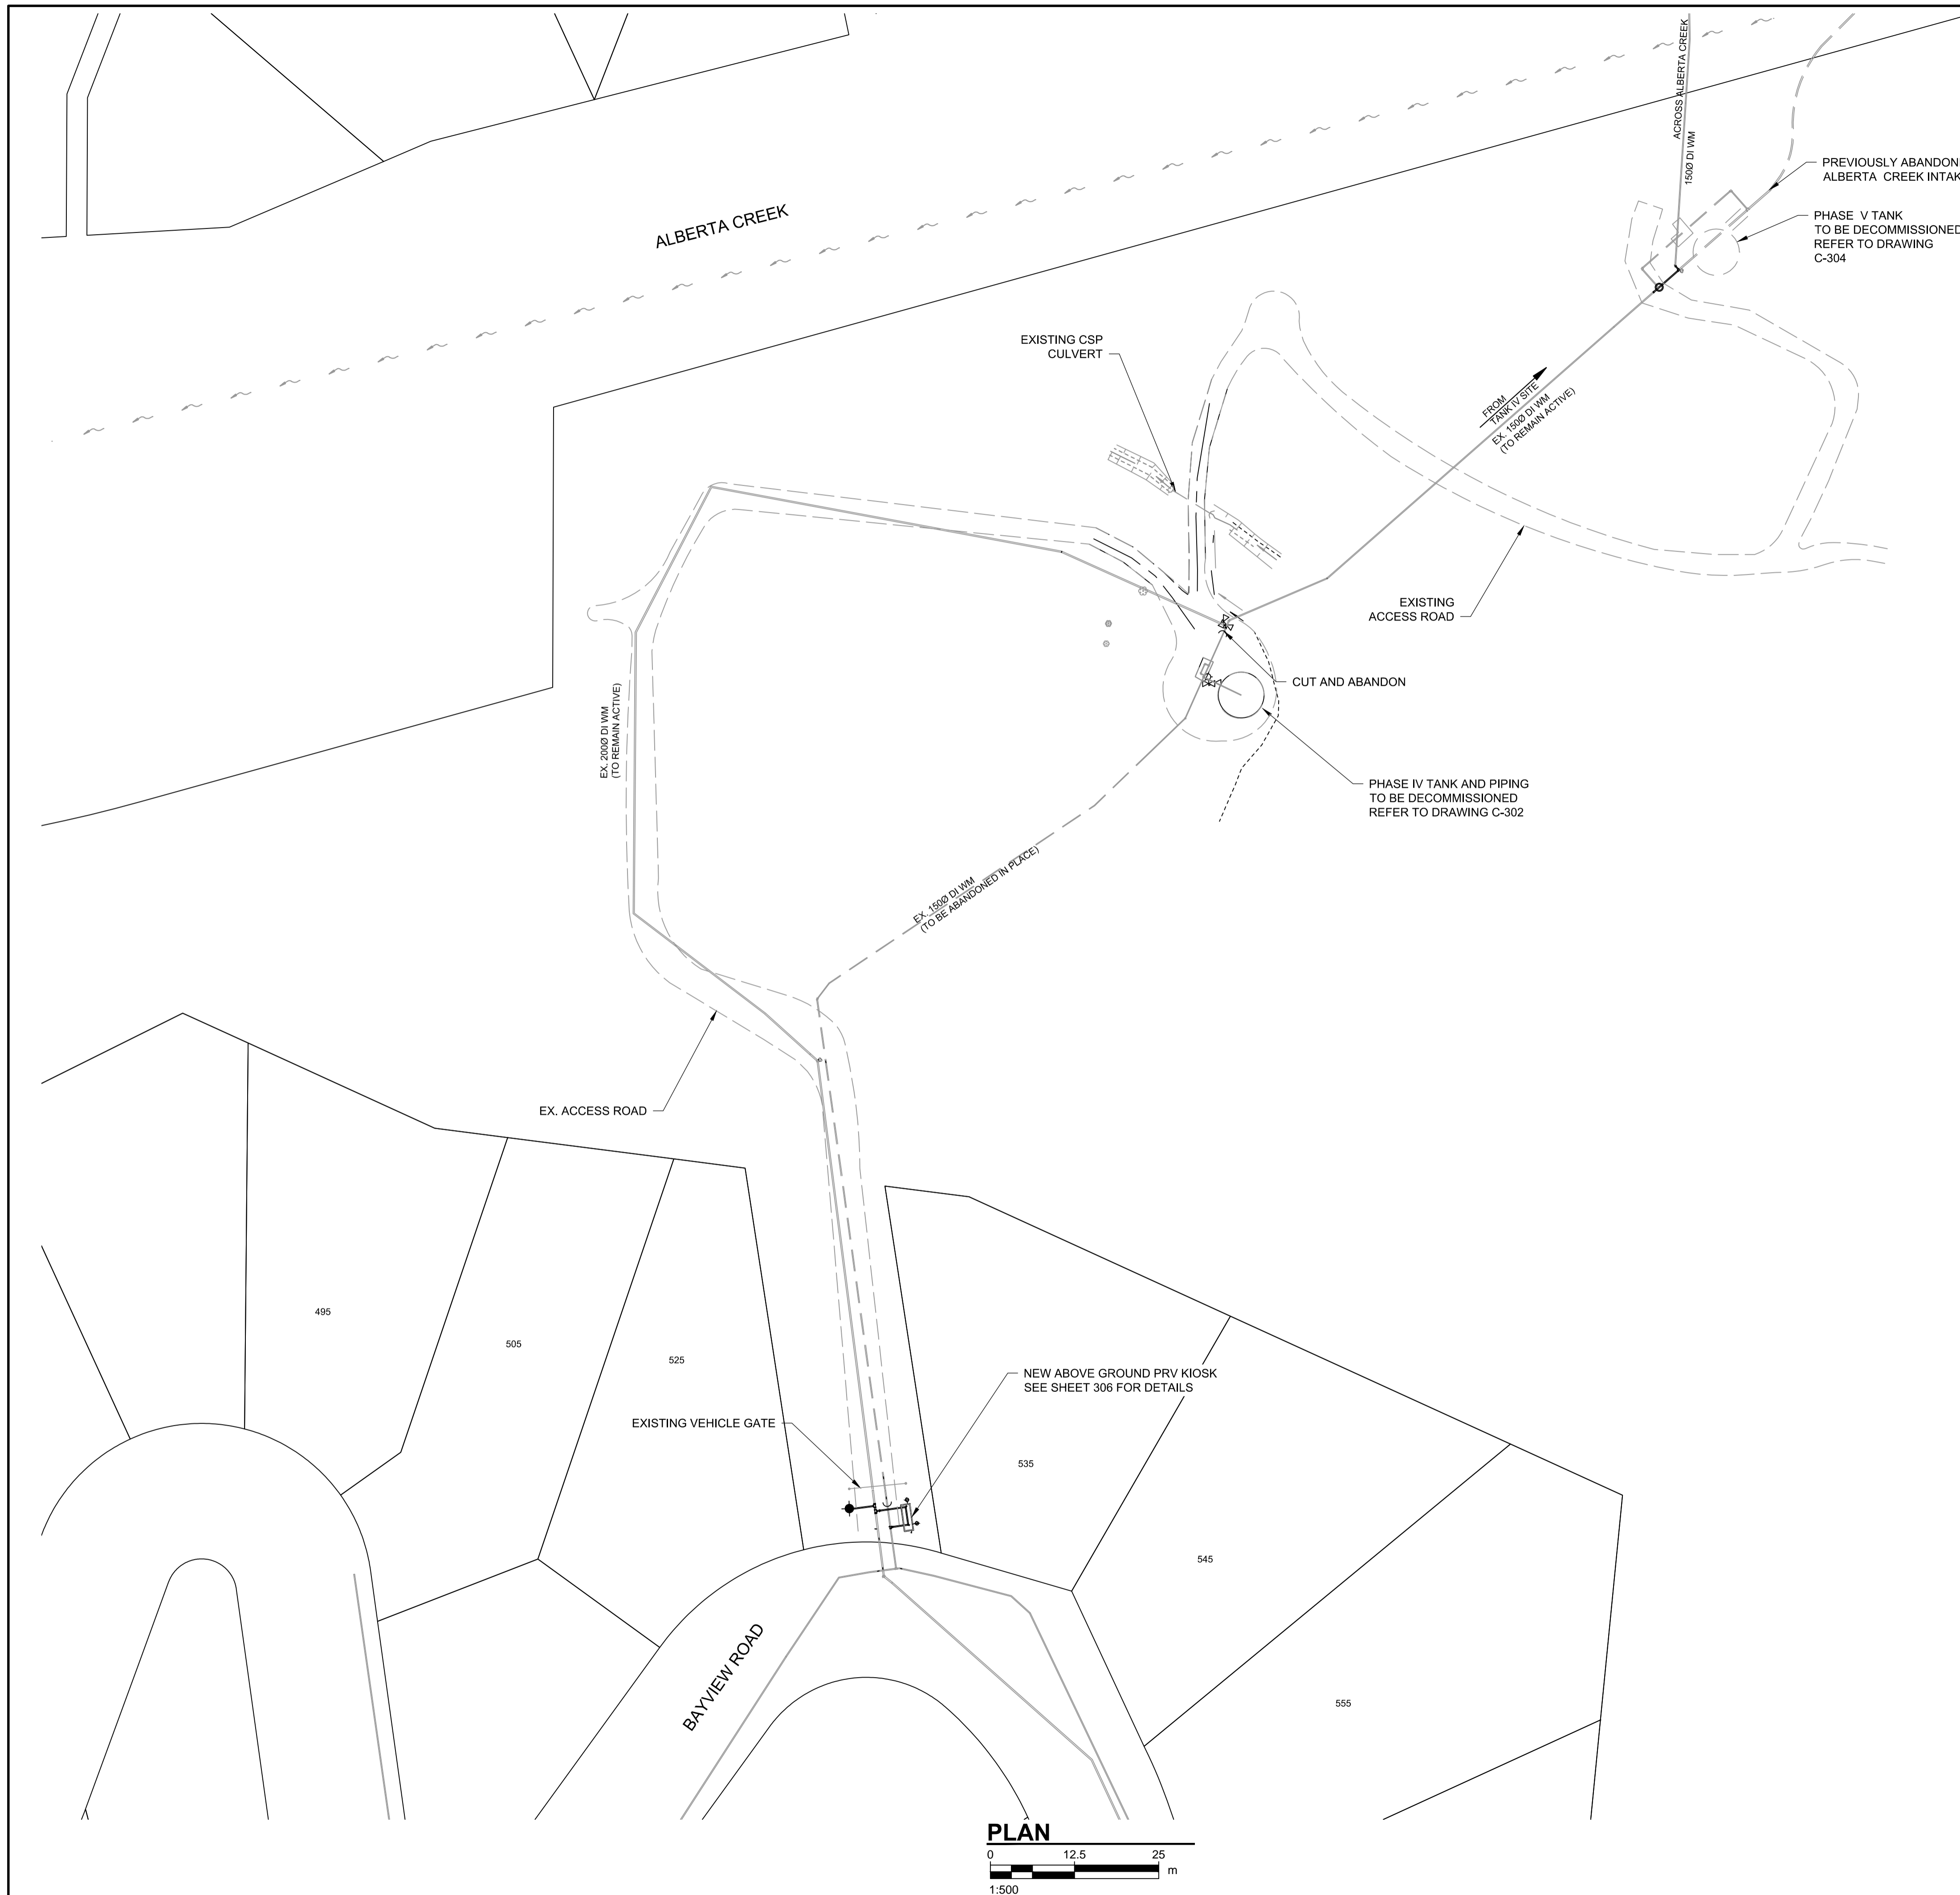 ACROSS ALBERTA CREEK
150Ø DI WM
PREVIOUSLY ABANDON
ALBERTA CREEK INTAK
PHASE V TANK
TO BE DECOMMISSIONED
REFER TO DRAWING
C-304
ALBERTA CREEK
EXISTING CSP
CULVERT
FROM
TANK IV SITE
EX. 150Ø DI WM
(TO REMAIN ACTIVE)
EXISTING
ACCESS ROAD
CUT AND ABANDON
EX. 200Ø DI WM
(TO REMAIN ACTIVE)
PHASE IV TANK AND PIPING
TO BE DECOMMISSIONED
REFER TO DRAWING C-302
EX. 150Ø DI WM
(TO BE ABANDONED IN PLACE)
EX. ACCESS ROAD
495
505
525
NEW ABOVE GROUND PRV KIOSK
SEE SHEET 306 FOR DETAILS
EXISTING VEHICLE GATE
535
545
555
BAYVIEW ROAD
PLAN
0 12.5 25
m
1:500